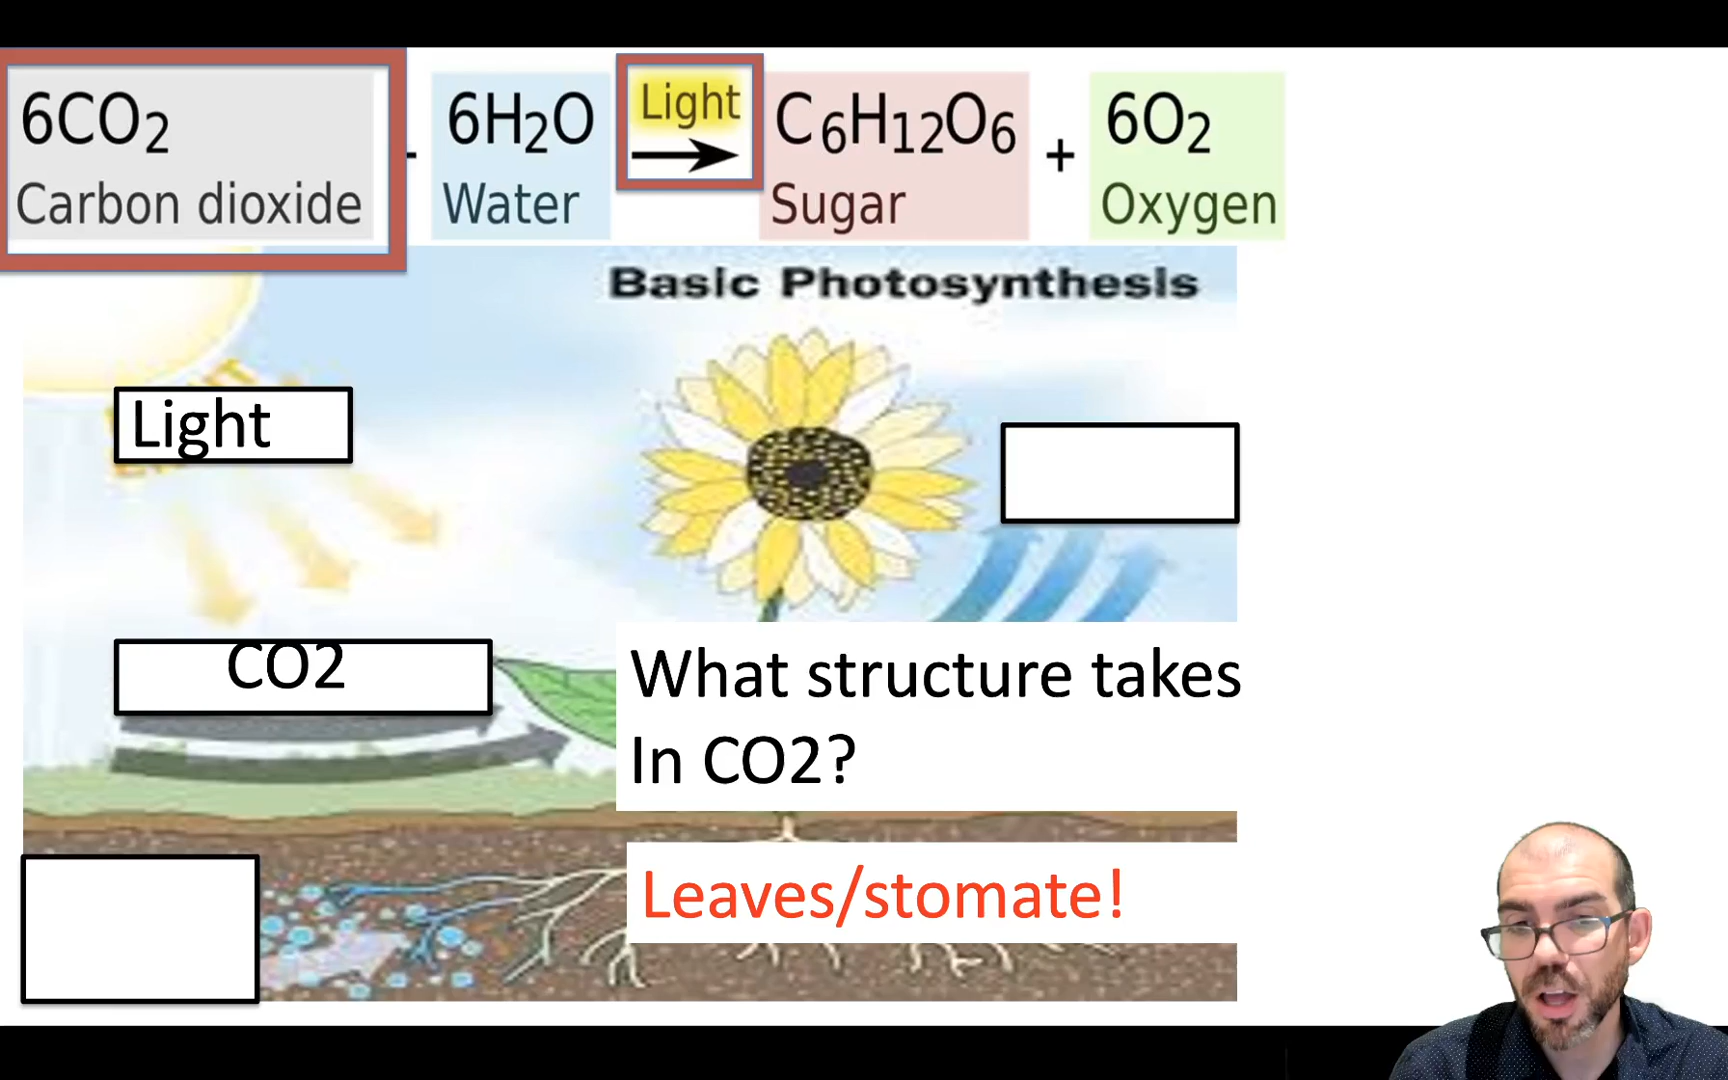 6CO2 - 6H2O Light C6H12O6 + 6O2
Carbon dioxide Water Sugar Oxygen
Basic Photosynthesis
Light
CO2
What structure takes
In CO2?
Leaves/stomate!